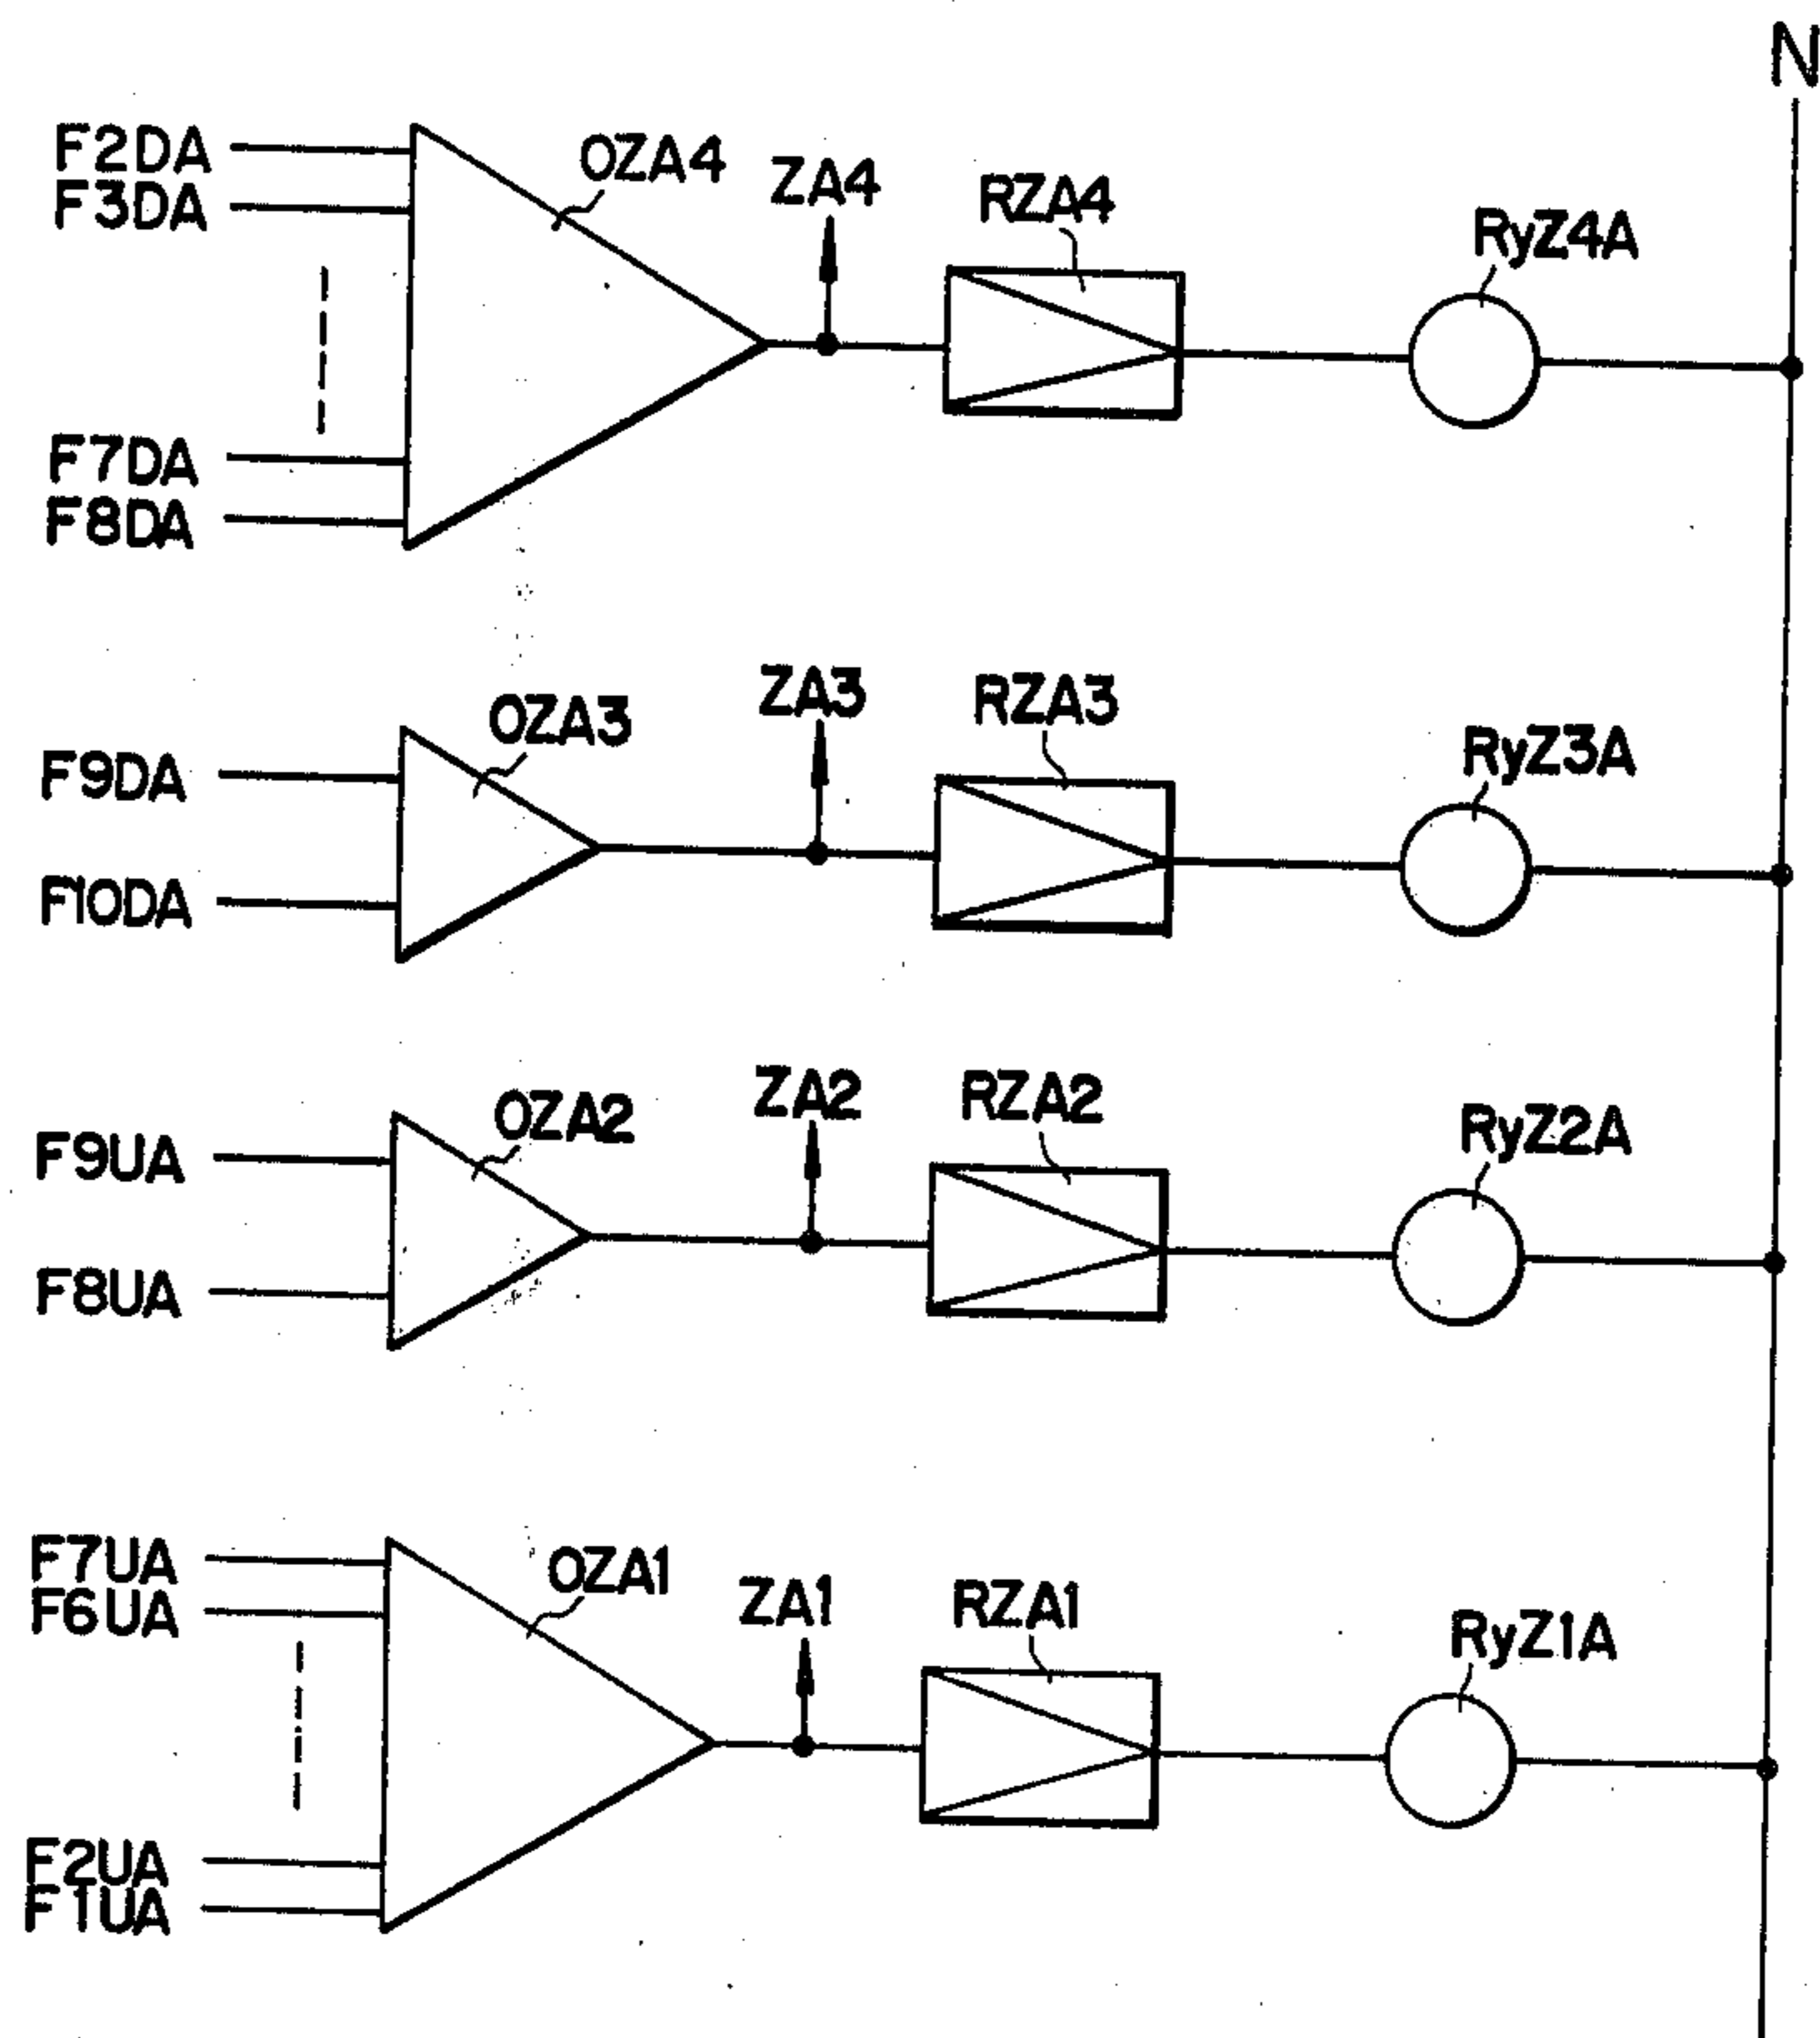 N
F2DA
F3DA
OZA4
ZA4
RZA4
RyZ4A
F7DA
F8DA
OZA3
ZA3
RZA3
RyZ3A
F9DA
F10DA
OZA2
ZA2
RZA2
RyZ2A
F9UA
F8UA
F7UA
F6UA
OZA1
ZA1
RZA1
RyZ1A
F2UA
F1UA